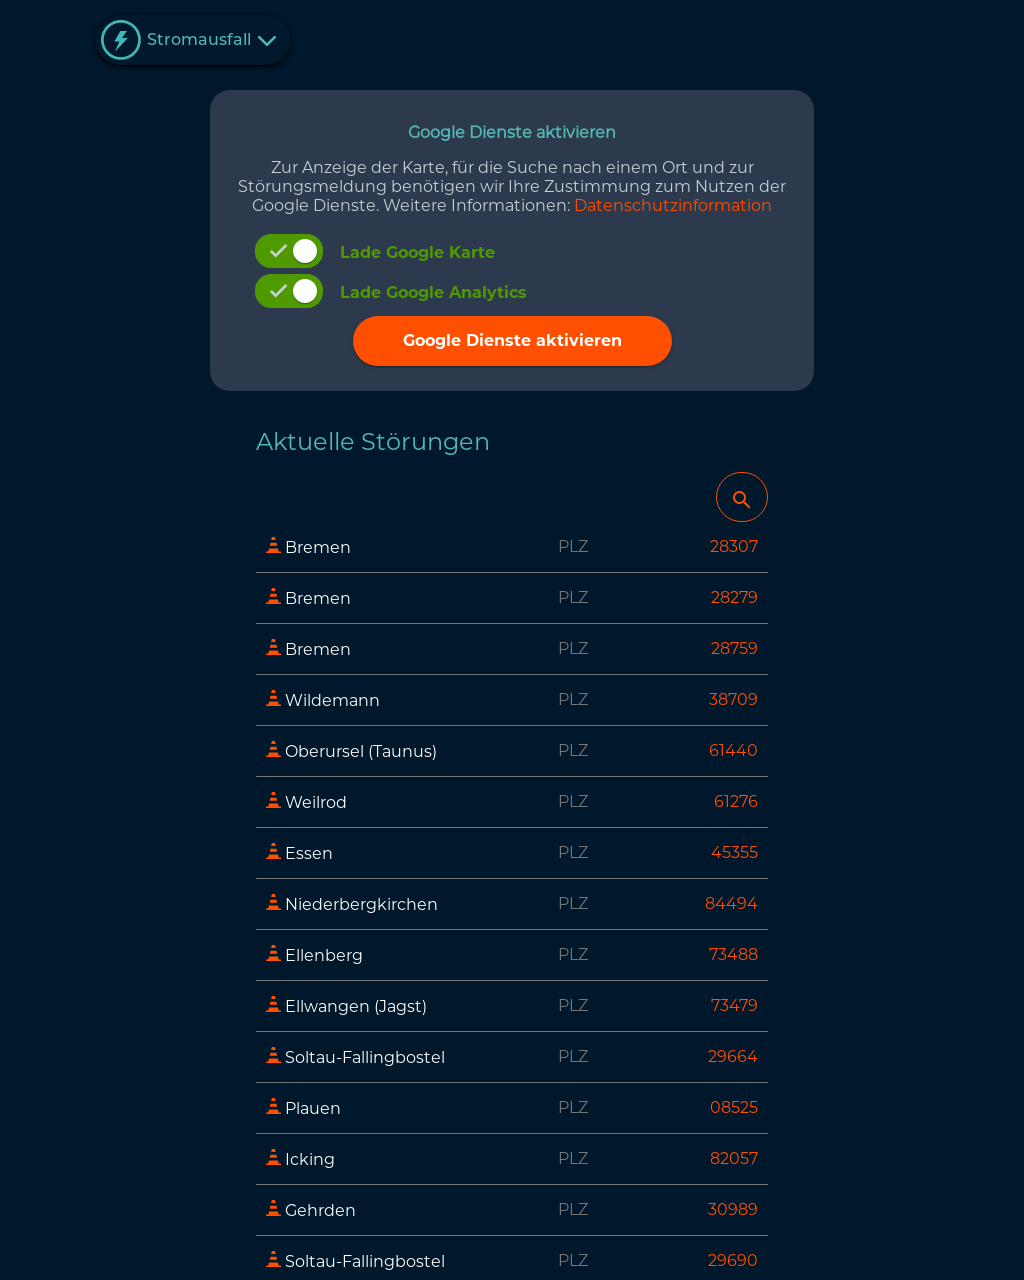 Stromausfall
Google Dienste aktivieren
Zur Anzeige der Karte, für die Suche nach einem Ort und zur
Störungsmeldung benötigen wir Ihre Zustimmung zum Nutzen der
Google Dienste. Weitere Informationen: Datenschutzinformation
Lade Google Karte
Lade Google Analytics
Google Dienste aktivieren
Aktuelle Störungen
Bremen PLZ 28307
Bremen PLZ 28279
Bremen PLZ 28759
Wildemann PLZ 38709
Oberursel (Taunus) PLZ 61440
Weilrod PLZ 61276
Essen PLZ 45355
Niederbergkirchen PLZ 84494
Ellenberg PLZ 73488
Ellwangen (Jagst) PLZ 73479
Soltau-Fallingbostel PLZ 29664
Plauen PLZ 08525
Icking PLZ 82057
Gehrden PLZ 30989
Soltau-Fallingbostel PLZ 29690